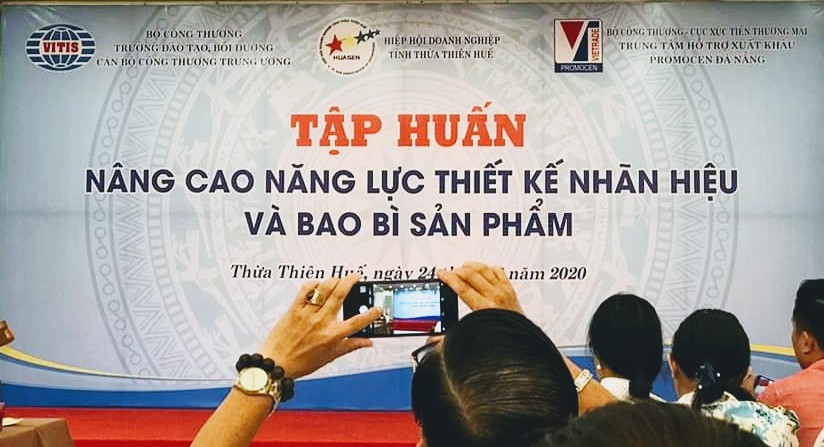 VITIS
BỘ CÔNG THƯƠNG
TRƯỜNG ĐÀO TẠO, BỒI DƯỠNG
CÁN BỘ CÔNG THƯƠNG TRUNG ƯƠNG
HUASEN
HIỆP HỘI DOANH NGHIỆP
TỈNH THỪA THIÊN HUẾ
PROMOCEN
VIETRADE
BỘ CÔNG THƯƠNG - CỤC XÚC TIẾN THƯƠNG MẠI
TRUNG TÂM HỖ TRỢ XUẤT KHẨU
PROMOCEN ĐÀ NẴNG
TẬP HUẤN
NÂNG CAO NĂNG LỰC THIẾT KẾ NHÃN HIỆU
VÀ BAO BÌ SẢN PHẨM
Thừa Thiên Huế, ngày 24 năm 2020